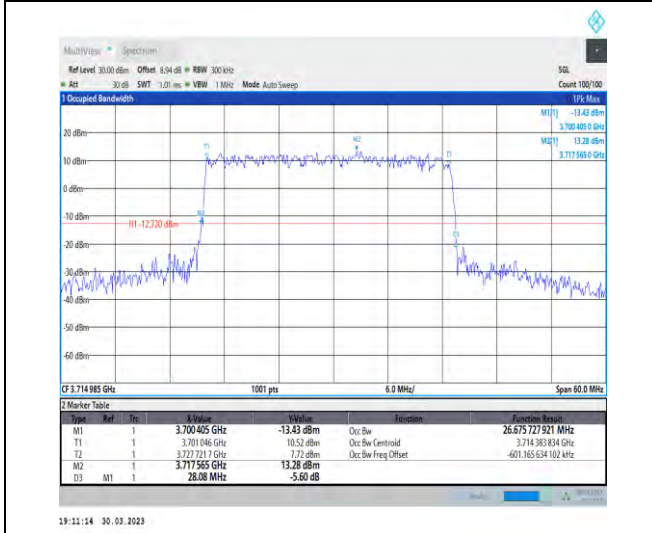 MultiView Spectrum
Ref Level 30.00 dBm Offset 8.94 dB RBW 300 kHz SGL
Att 30 dB SWT 1.01 ms VBW 1 MHz Mode Auto Sweep Count 100/100
1 Occupied Bandwidth 1Pk Max
M1[1] -13.43 dBm
3.700 405 0 GHz
M2[1] 13.28 dBm
3.717 565 0 GHz
20 dBm
M2
T1
10 dBm
0 dBm
-10 dBm
H1 -12.720 dBm
D3
-20 dBm
-30 dBm
-40 dBm
-50 dBm
-60 dBm
CF 3.714 985 GHz 1001 pts 6.0 MHz/ Span 60.0 MHz
2 Marker Table
Type Ref Trc X-Value Y-Value Function Function Result
M1 1 3.700 405 GHz -13.43 dBm Occ Bw 26.675 727 921 MHz
T1 1 3.701 046 GHz 10.52 dBm Occ Bw Centroid 3.714 383 834 GHz
T2 1 3.727 721 7 GHz 7.72 dBm Occ Bw Freq Offset -601.165 634 102 kHz
M2 1 3.717 565 GHz 13.28 dBm
D3 M1 1 28.08 MHz -5.60 dB
19:11:14 30.03.2023